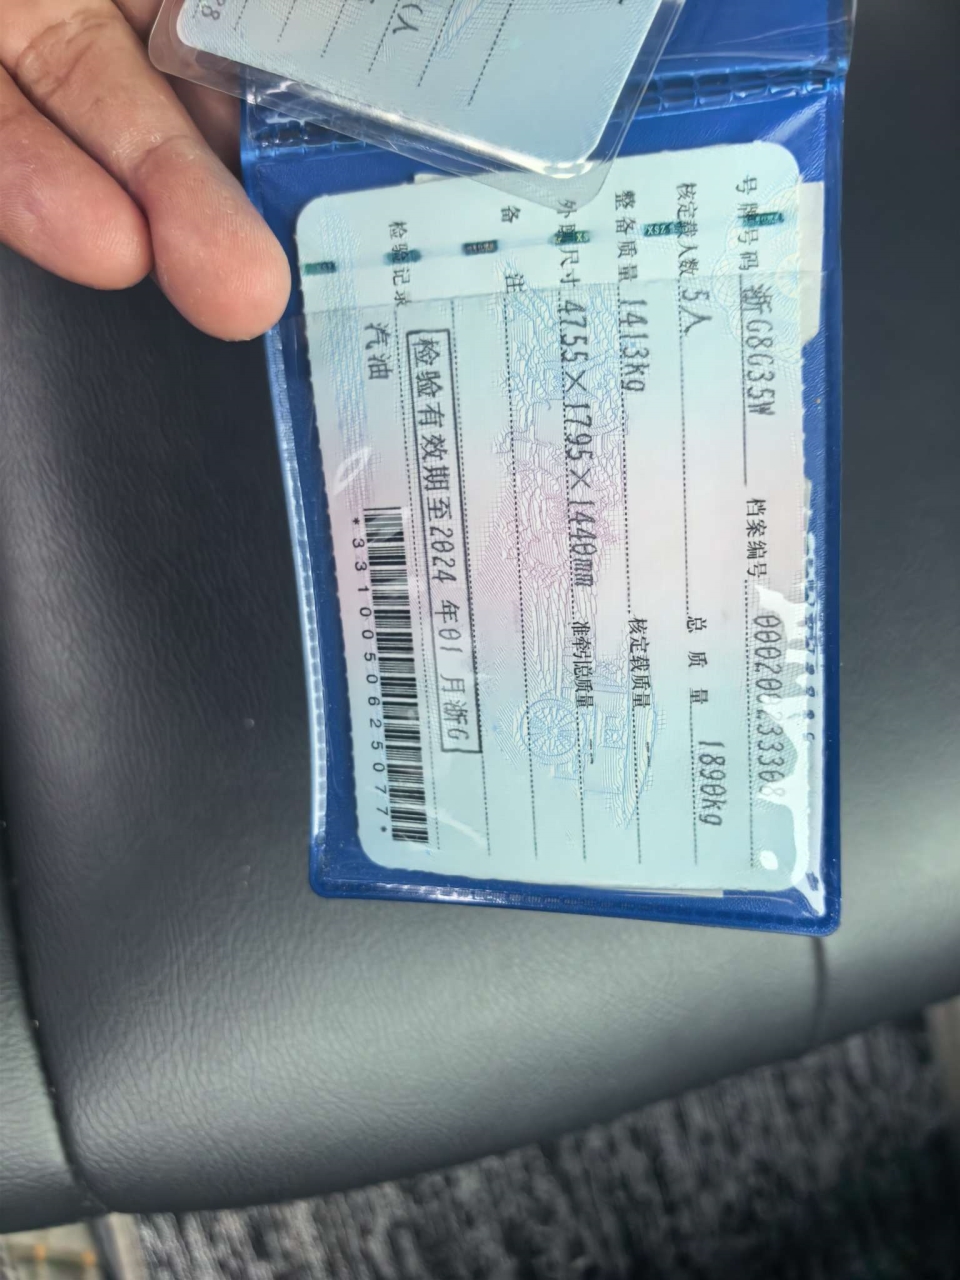 号牌号码 浙G8G35W 档案编号 000200233308
核定载人数 5人 总质量 1890kg
整备质量 1413kg 核定载质量 --
外廓尺寸 4755×1795×1440mm 准牵引总质量 --
备注
检验记录 检验有效期至2024年01月浙G
汽油
*3310050625077*